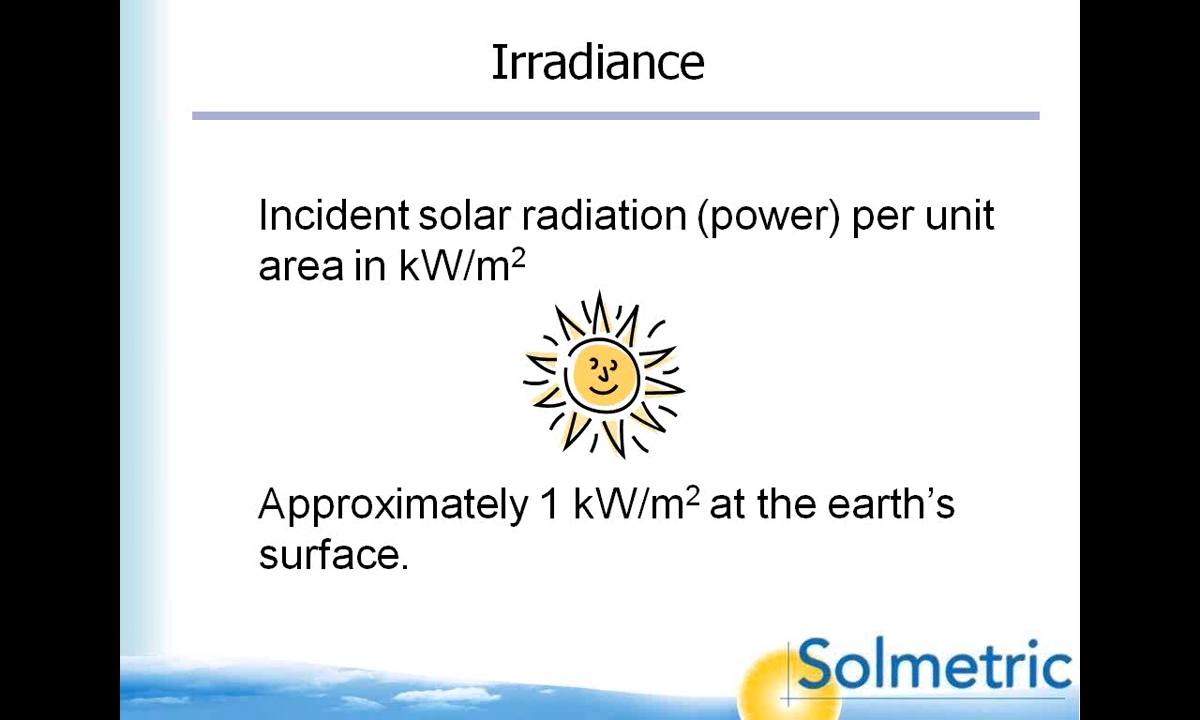 Irradiance
Incident solar radiation (power) per unit
area in kW/m²
Approximately 1 kW/m² at the earth’s
surface.
Solmetric